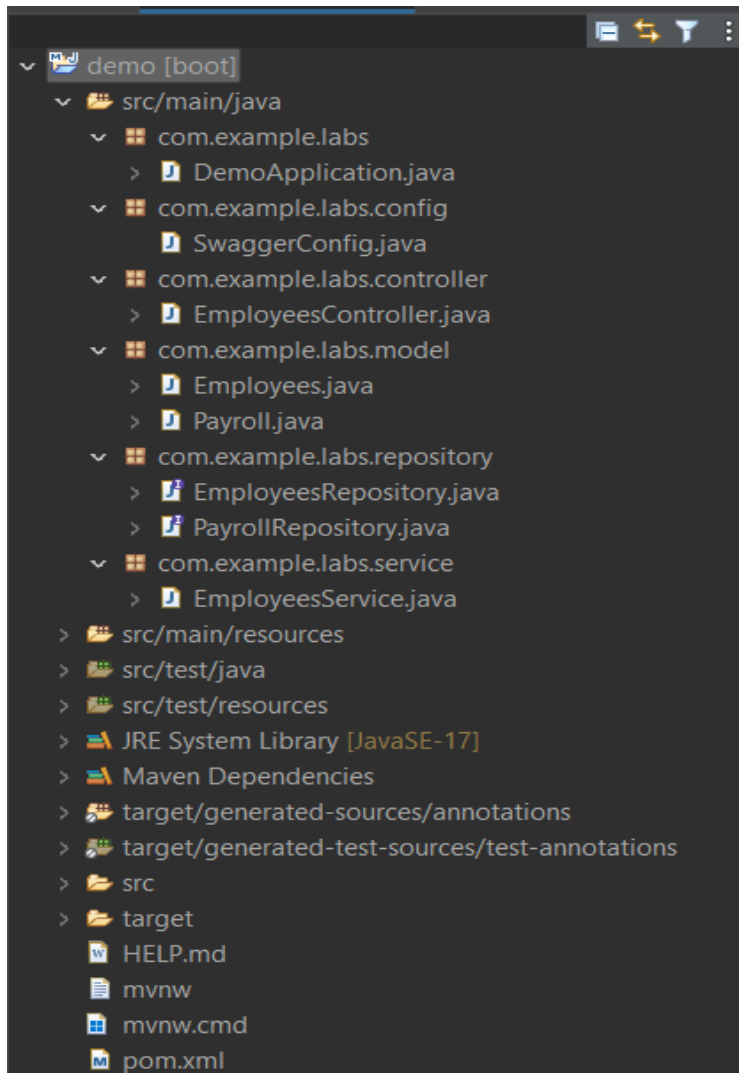 demo [boot]
src/main/java
com.example.labs
DemoApplication.java
com.example.labs.config
SwaggerConfig.java
com.example.labs.controller
EmployeesController.java
com.example.labs.model
Employees.java
Payroll.java
com.example.labs.repository
EmployeesRepository.java
PayrollRepository.java
com.example.labs.service
EmployeesService.java
src/main/resources
src/test/java
src/test/resources
JRE System Library [JavaSE-17]
Maven Dependencies
target/generated-sources/annotations
target/generated-test-sources/test-annotations
src
target
HELP.md
mvnw
mvnw.cmd
pom.xml